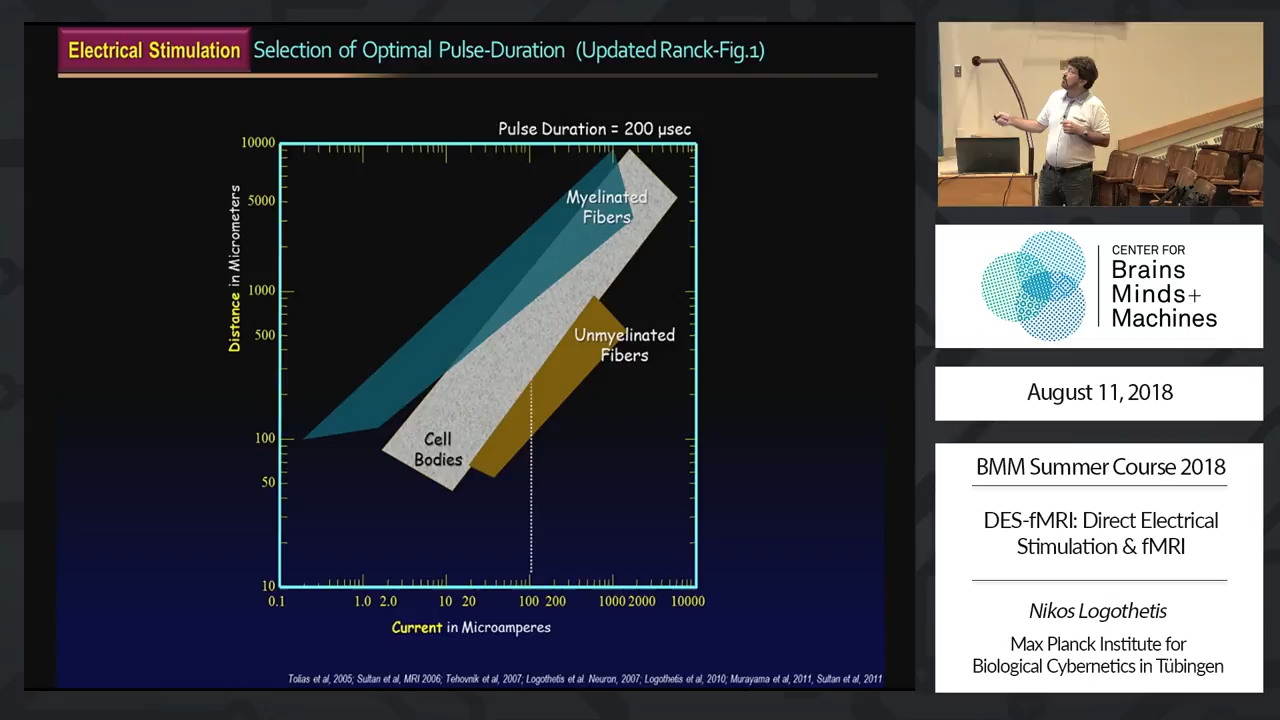 Electrical Stimulation Selection of Optimal Pulse-Duration (Updated Ranck-Fig.1)
Pulse Duration = 200 µsec
10000
5000
1000
500
100
50
10
Distance in Micrometers
Myelinated
Fibers
Unmyelinated
Fibers
Cell
Bodies
0.1 1.0 2.0 10 20 100 200 1000 2000 10000
Current in Microamperes
Tolias et al, 2005; Sultan et al, MRI 2006; Tehovnik et al, 2007; Logothetis et al. Neuron, 2007; Logothetis et al, 2010; Murayama et al, 2011, Sultan et al, 2011
CENTER FOR
Brains
Minds+
Machines
August 11, 2018
BMM Summer Course 2018
DES-fMRI: Direct Electrical
Stimulation & fMRI
Nikos Logothetis
Max Planck Institute for
Biological Cybernetics in Tübingen